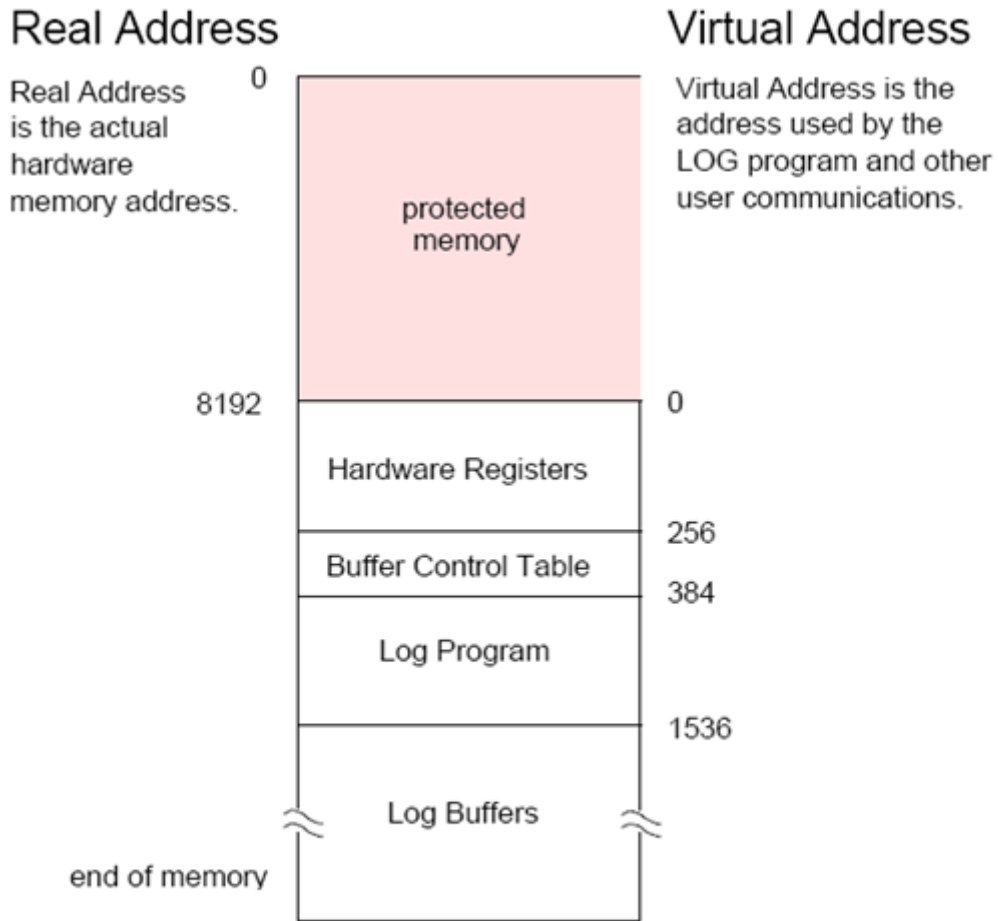 Real Address
Virtual Address
Real Address
is the actual
hardware
memory address.
0
Virtual Address is the
address used by the
LOG program and other
user communications.
protected
memory
8192
0
Hardware Registers
256
Buffer Control Table
384
Log Program
1536
Log Buffers
end of memory